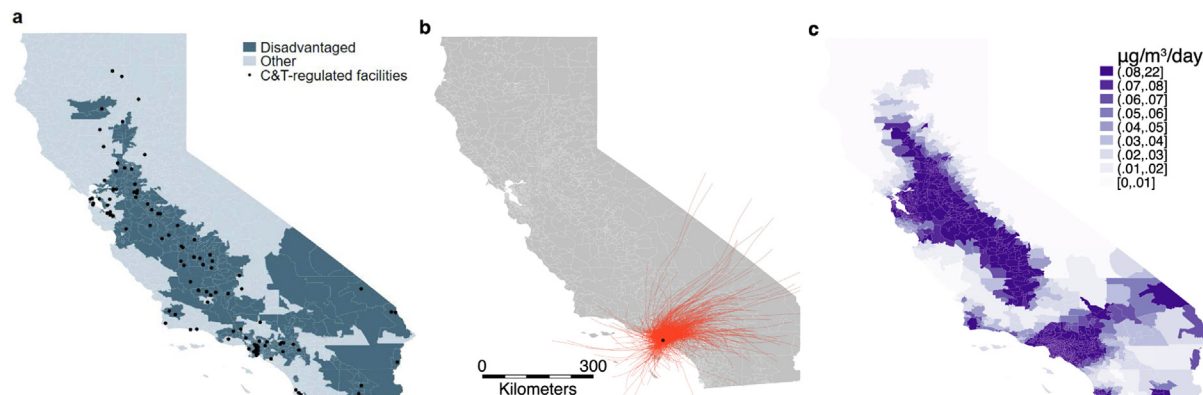 a
Disadvantaged
Other
C&T-regulated facilities
b
0 300
Kilometers
c
µg/m³/day
(.08,22]
(.07,.08]
(.06,.07]
(.05,.06]
(.04,.05]
(.03,.04]
(.02,.03]
(.01,.02]
[0,.01]